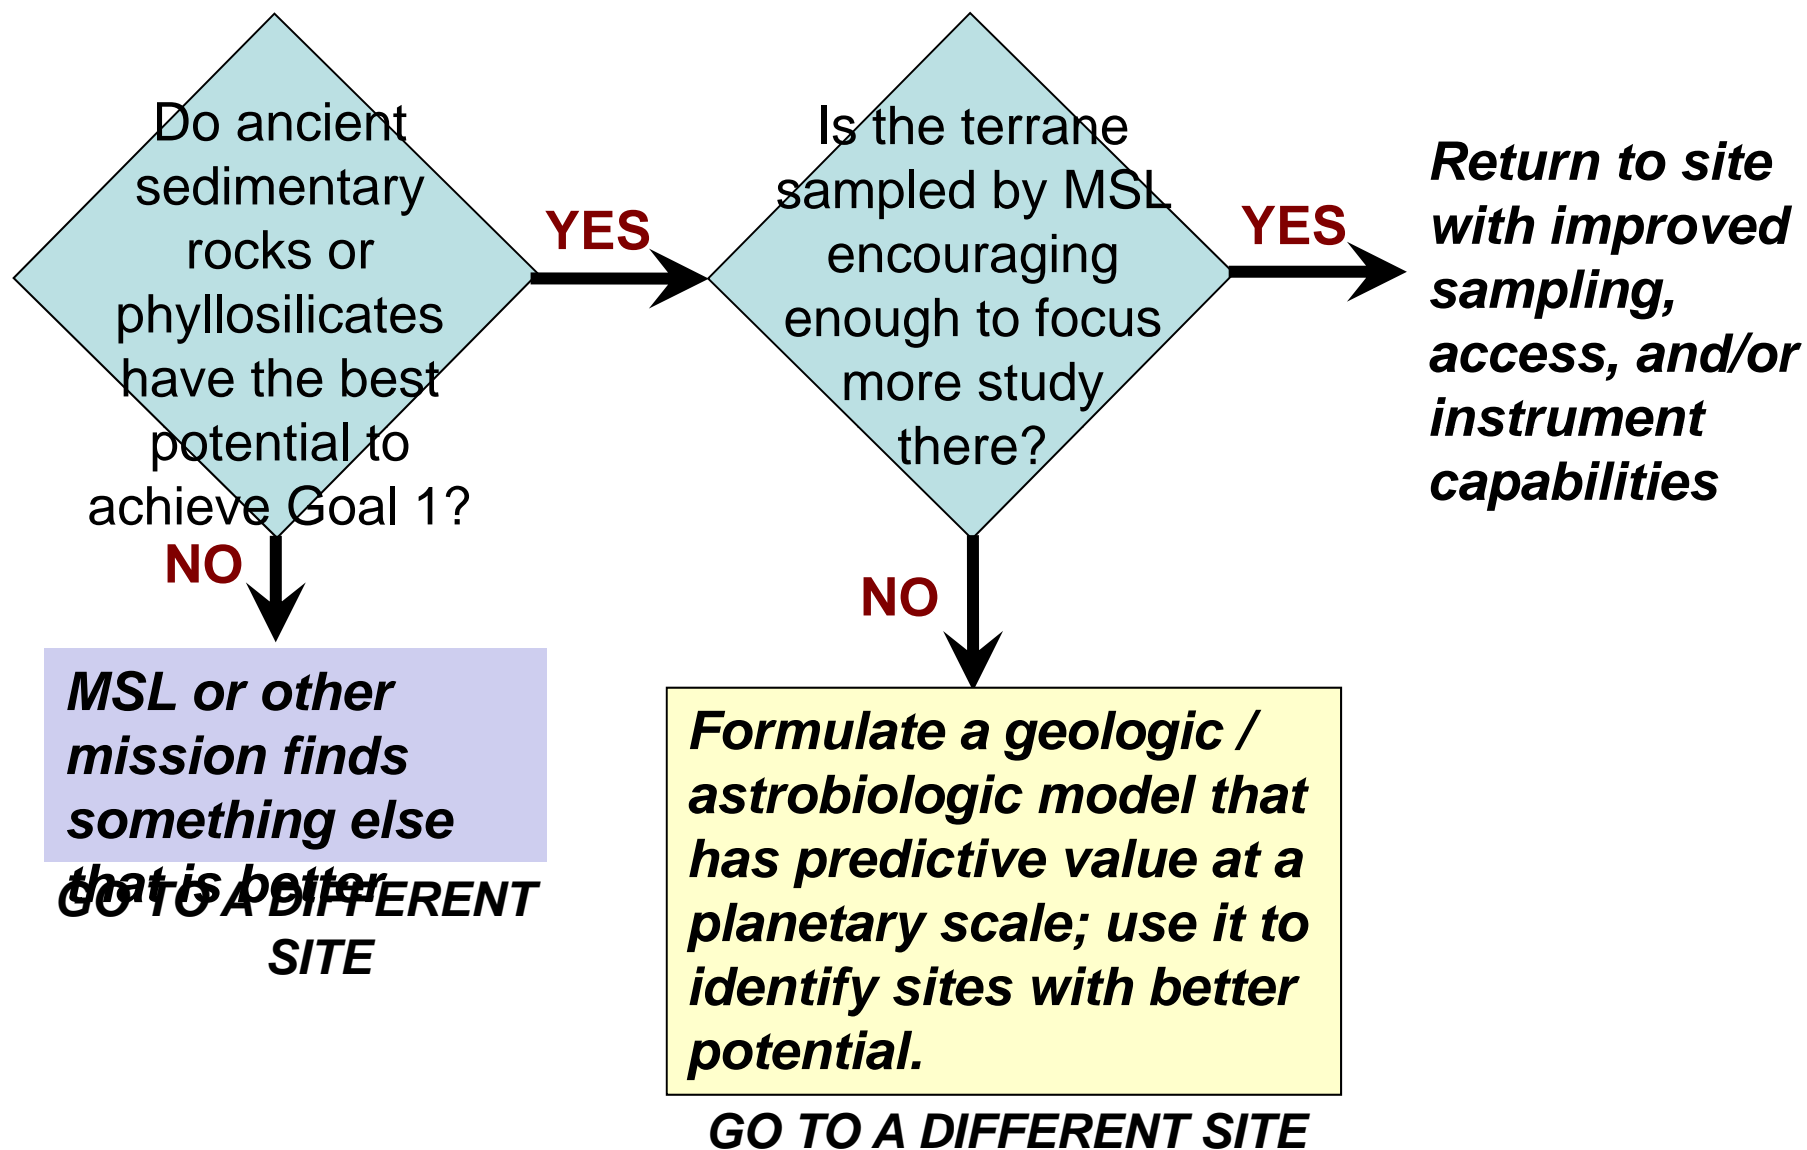 Do ancient
sedimentary
rocks or
phyllosilicates
have the best
potential to
achieve Goal 1?
YES
Is the terrane
sampled by MSL
encouraging
enough to focus
more study
there?
YES
Return to site
with improved
sampling,
access, and/or
instrument
capabilities
NO
MSL or other
mission finds
something else
that is better
GO TO A DIFFERENT
SITE
NO
Formulate a geologic /
astrobiologic model that
has predictive value at a
planetary scale; use it to
identify sites with better
potential.
GO TO A DIFFERENT SITE